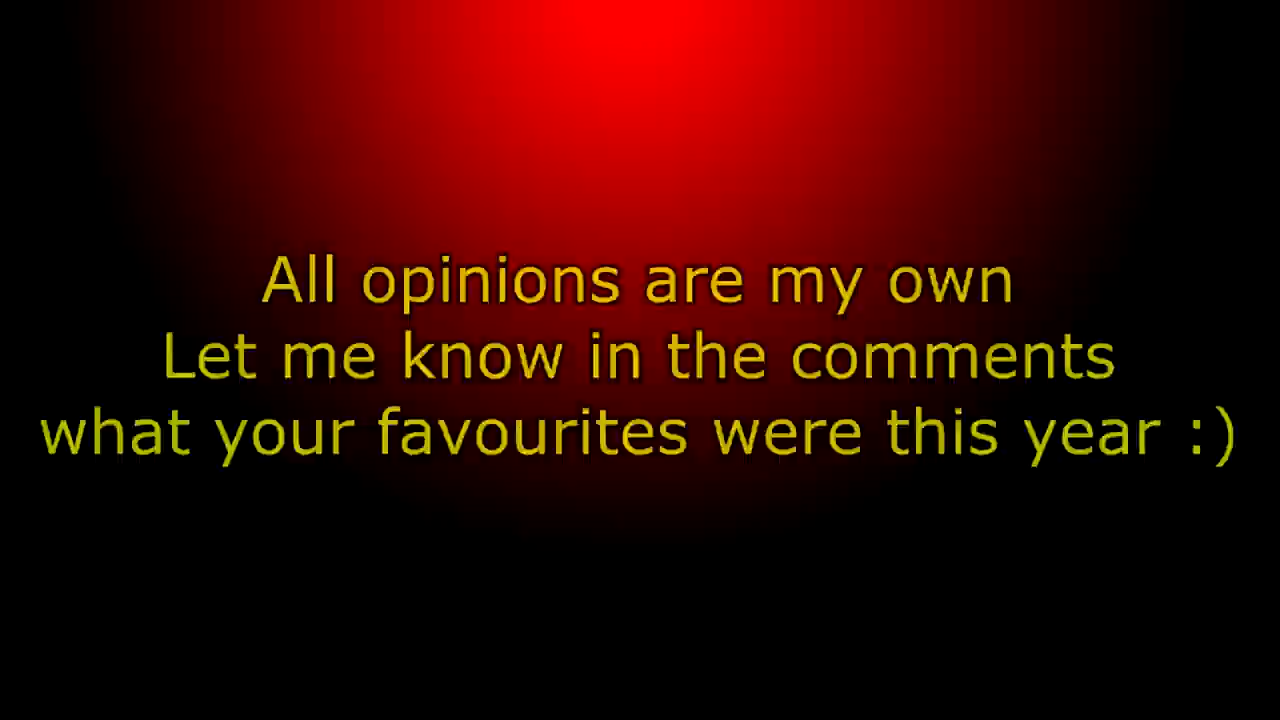 All opinions are my own
Let me know in the comments
what your favourites were this year :)